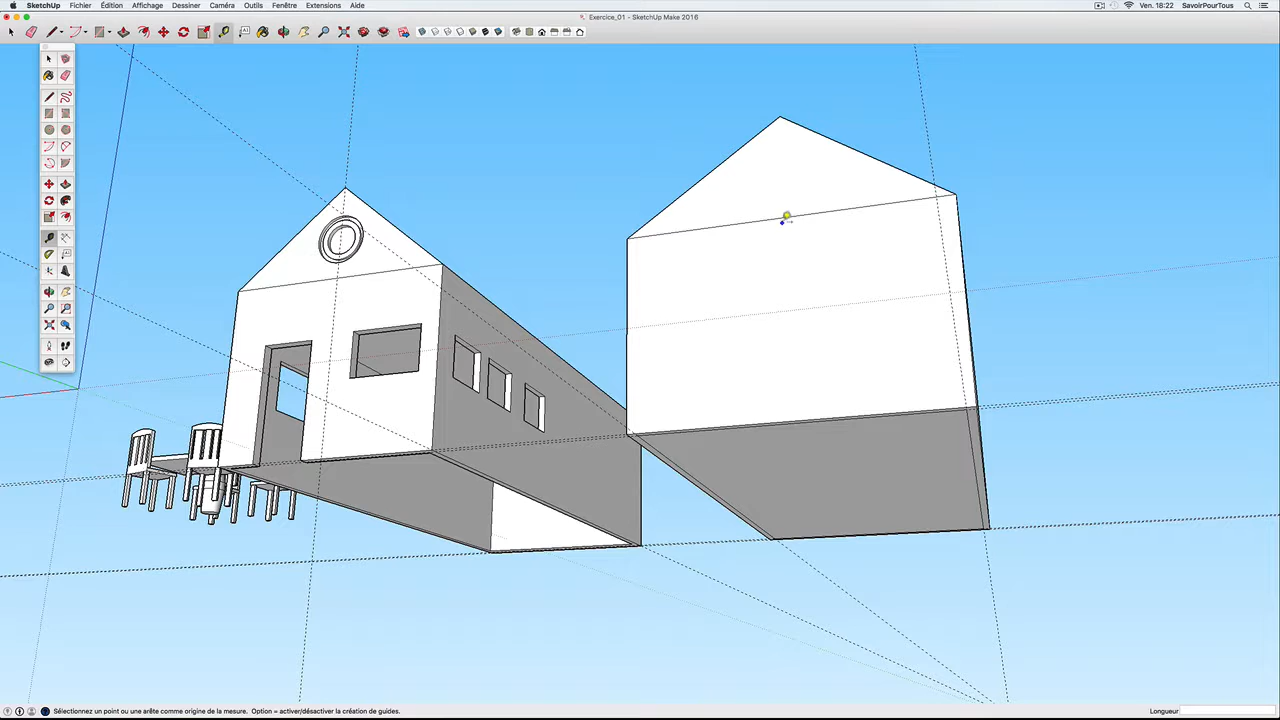 SketchUp Fichier Édition Affichage Dessiner Caméra Outils Fenêtre Extensions Aide Ven. 18:22 SavoirPourTous
Exercice_01 - SketchUp Make 2016
Sélectionnez un point ou une arête comme origine de la mesure. Option = activer/désactiver la création de guides. Longueur